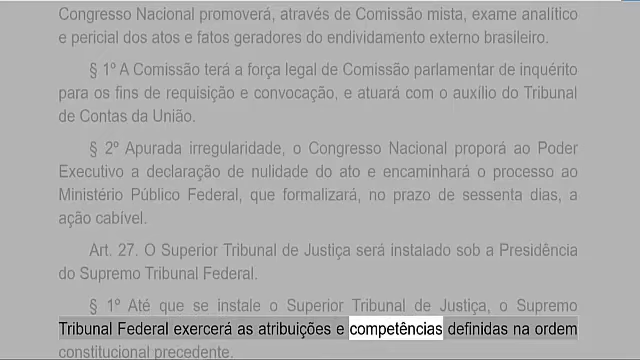 Congresso Nacional promoverá, através de Comissão mista, exame analítico
e pericial dos atos e fatos geradores do endividamento externo brasileiro.
§ 1º A Comissão terá a força legal de Comissão parlamentar de inquérito
para os fins de requisição e convocação, e atuará com o auxílio do Tribunal
de Contas da União.
§ 2º Apurada irregularidade, o Congresso Nacional proporá ao Poder
Executivo a declaração de nulidade do ato e encaminhará o processo ao
Ministério Público Federal, que formalizará, no prazo de sessenta dias, a
ação cabível.
Art. 27. O Superior Tribunal de Justiça será instalado sob a Presidência
do Supremo Tribunal Federal.
§ 1º Até que se instale o Superior Tribunal de Justiça, o Supremo
Tribunal Federal exercerá as atribuições e competências definidas na ordem
constitucional precedente.